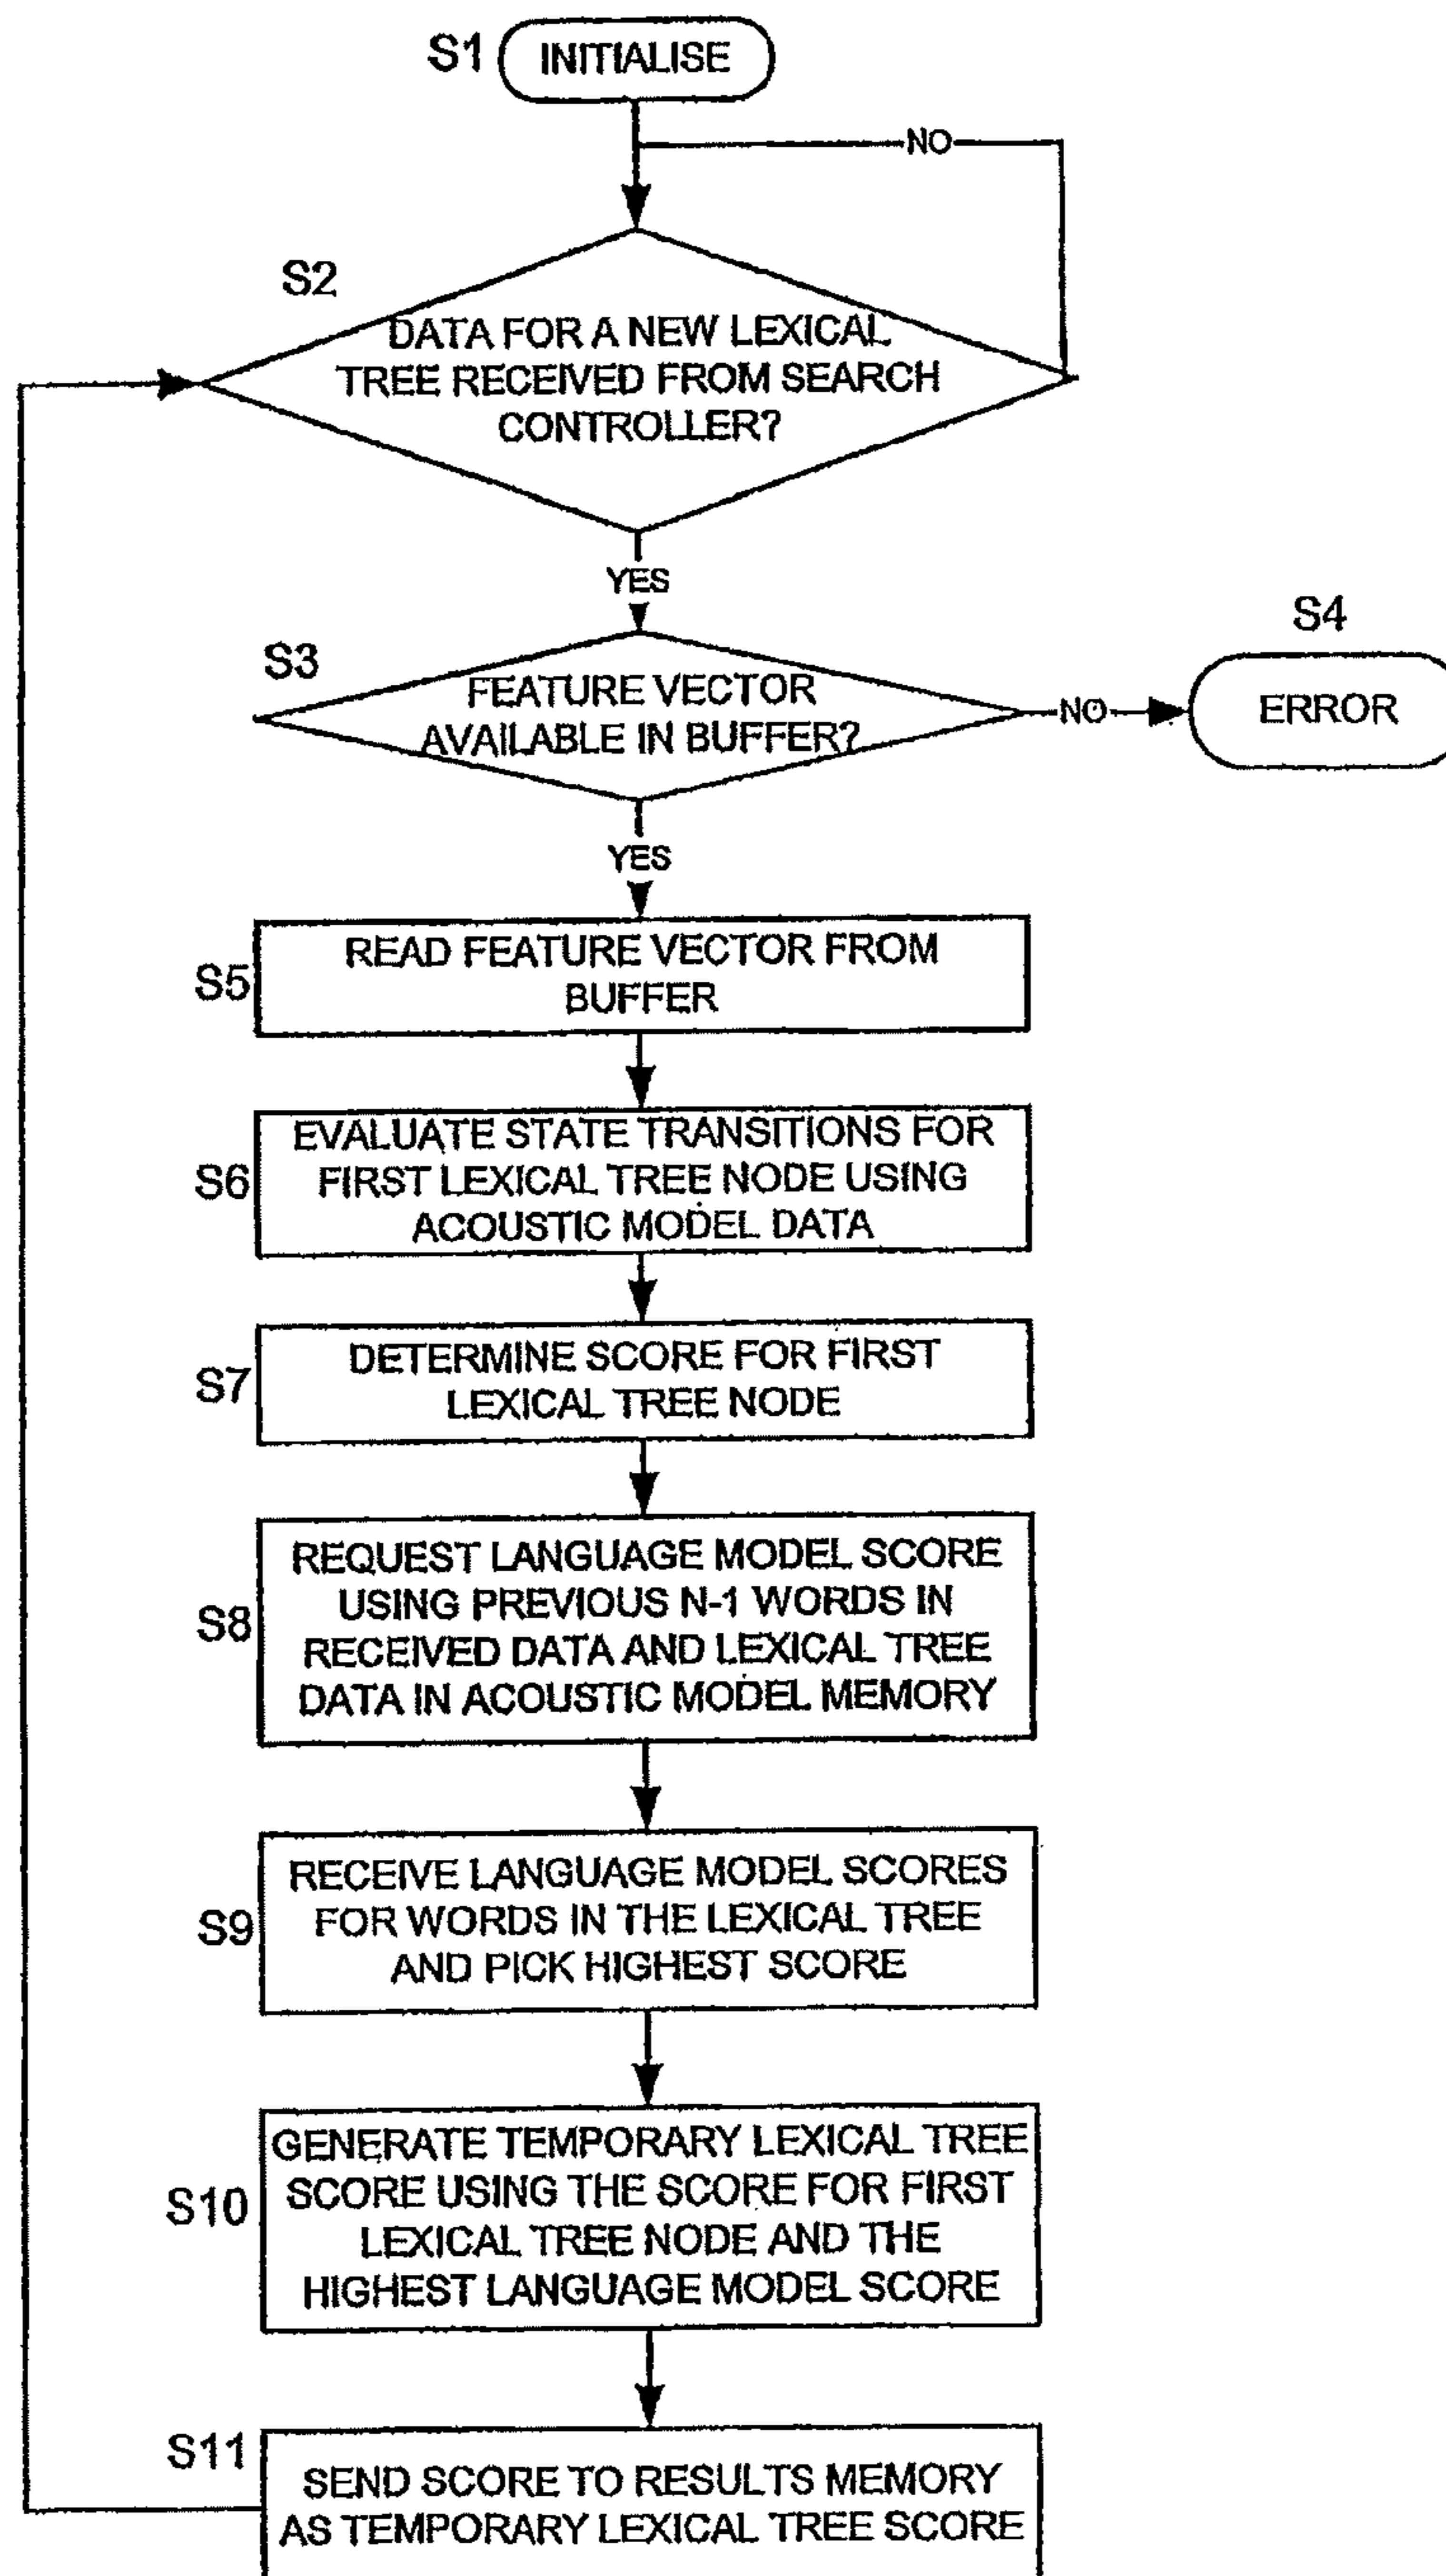 S1
INITIALISE
NO
S2
DATA FOR A NEW LEXICAL
TREE RECEIVED FROM SEARCH
CONTROLLER?
YES
S3
FEATURE VECTOR
AVAILABLE IN BUFFER?
NO
S4
ERROR
YES
S5
READ FEATURE VECTOR FROM
BUFFER
S6
EVALUATE STATE TRANSITIONS FOR
FIRST LEXICAL TREE NODE USING
ACOUSTIC MODEL DATA
S7
DETERMINE SCORE FOR FIRST
LEXICAL TREE NODE
S8
REQUEST LANGUAGE MODEL SCORE
USING PREVIOUS N-1 WORDS IN
RECEIVED DATA AND LEXICAL TREE
DATA IN ACOUSTIC MODEL MEMORY
S9
RECEIVE LANGUAGE MODEL SCORES
FOR WORDS IN THE LEXICAL TREE
AND PICK HIGHEST SCORE
S10
GENERATE TEMPORARY LEXICAL TREE
SCORE USING THE SCORE FOR FIRST
LEXICAL TREE NODE AND THE
HIGHEST LANGUAGE MODEL SCORE
S11
SEND SCORE TO RESULTS MEMORY
AS TEMPORARY LEXICAL TREE SCORE